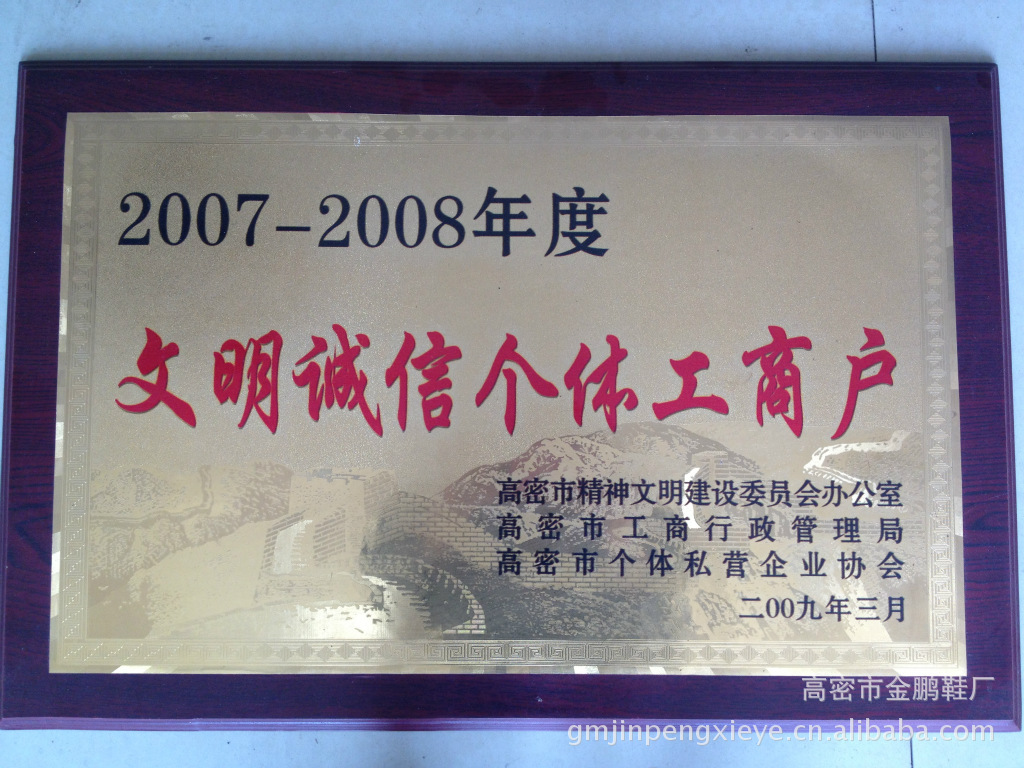 2007-2008年度
文明诚信个体工商户
高密市精神文明建设委员会办公室
高密市工商行政管理局
高密市个体私营企业协会
二00九年三月
高密市金鹏鞋厂
gmjinpengxieye.cn.alibaba.com